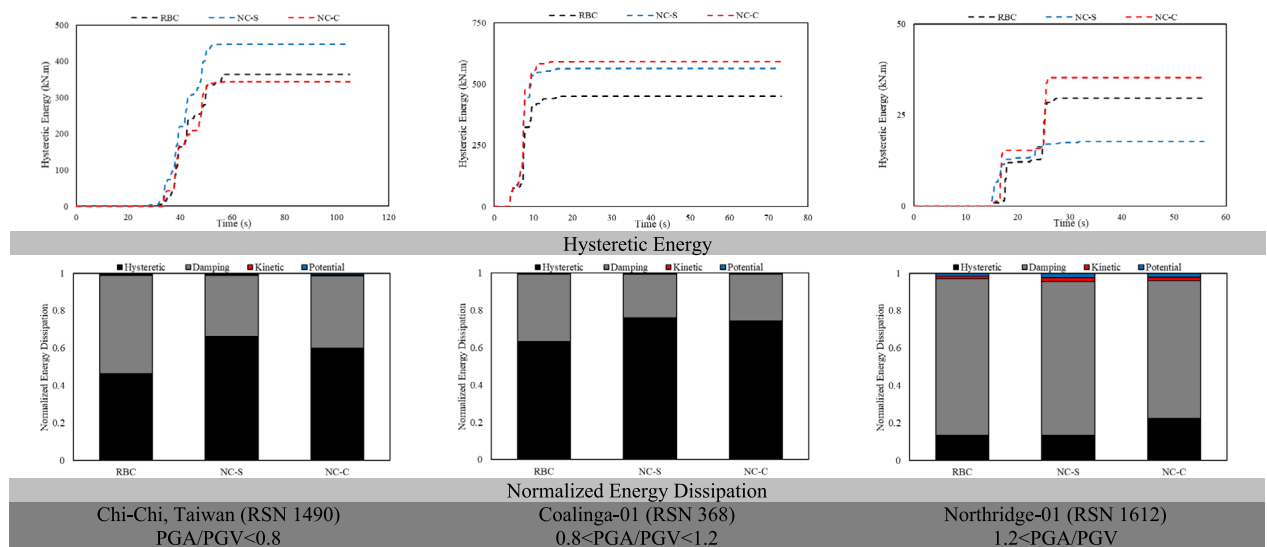 RBC NC-S NC-C
500
400
300
200
100
0
0 20 40 60 80 100 120
Hysteretic Energy (kN.m)
Time (s)
RBC NC-S NC-C
750
500
250
0
0 10 20 30 40 50 60 70 80
Hysteretic Energy (kN.m)
Time (s)
RBC NC-S NC-C
50
25
0
0 10 20 30 40 50 60
Hysteretic Energy (kN.m)
Time (s)
Hysteretic Energy
Hysteretic Damping Kinetic Potential
1
0.8
0.6
0.4
0.2
0
Normalized Energy Dissipation
RBC NC-S NC-C
Hysteretic Damping Kinetic Potential
1
0.8
0.6
0.4
0.2
0
Normalized Energy Dissipation
RBC NC-S NC-C
Hysteretic Damping Kinetic Potential
1
0.8
0.6
0.4
0.2
0
Normalized Energy Dissipation
RBC NC-S NC-C
Normalized Energy Dissipation
Chi-Chi, Taiwan (RSN 1490) Coalinga-01 (RSN 368) Northridge-01 (RSN 1612)
PGA/PGV<0.8 0.8<PGA/PGV<1.2 1.2<PGA/PGV